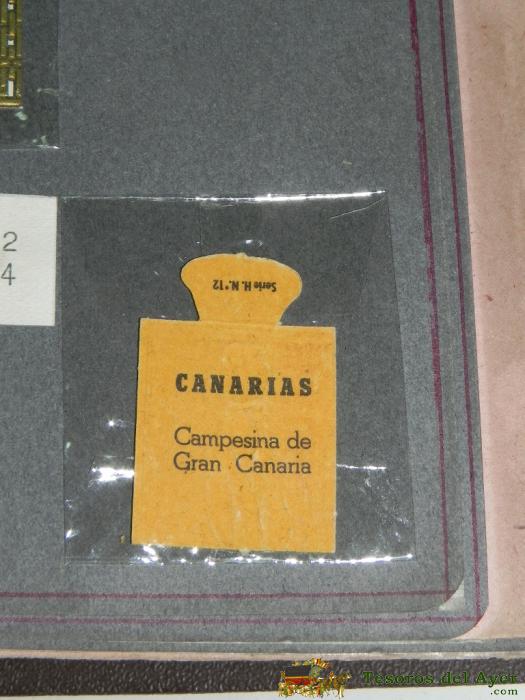 2
4
Serie H. N.º 12
CANARIAS
Campesina de
Gran Canaria
Tesoros del Ayer
.com